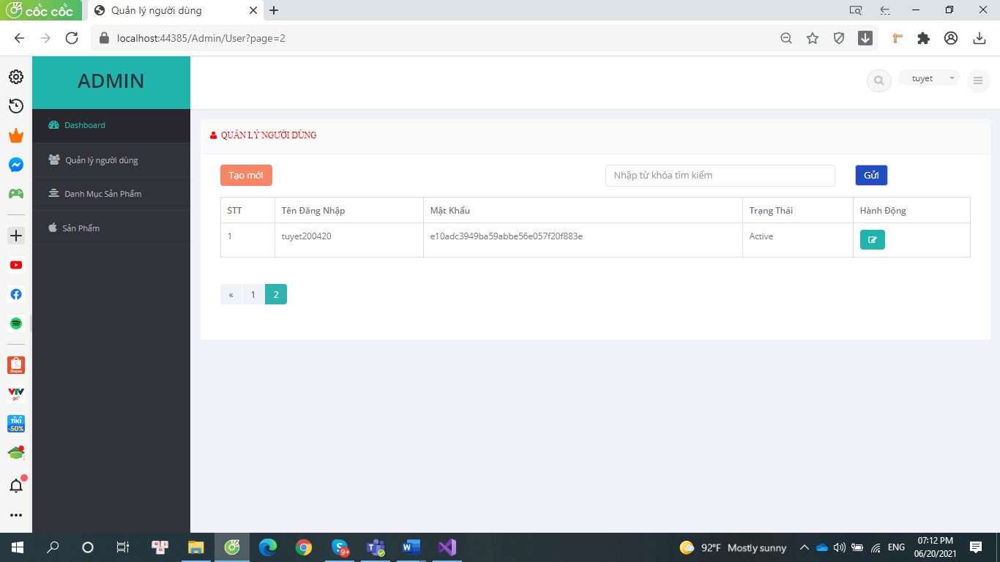 cốc cốc
Quản lý người dùng
localhost:44385/Admin/User?page=2
ADMIN
tuyet
Dashboard
Quản lý người dùng
Danh Mục Sản Phẩm
Sản Phẩm
QUẢN LÝ NGƯỜI DÙNG
Tạo mới
Nhập từ khóa tìm kiếm
Gửi
STT Tên Đăng Nhập Mật Khẩu Trạng Thái Hành Động
1 tuyet200420 e10adc3949ba59abbe56e057f20f883e Active
« 1 2
Shopee
VTV
go
TIKI
-50%
9+
92°F Mostly sunny
ENG
07:12 PM
06/20/2021